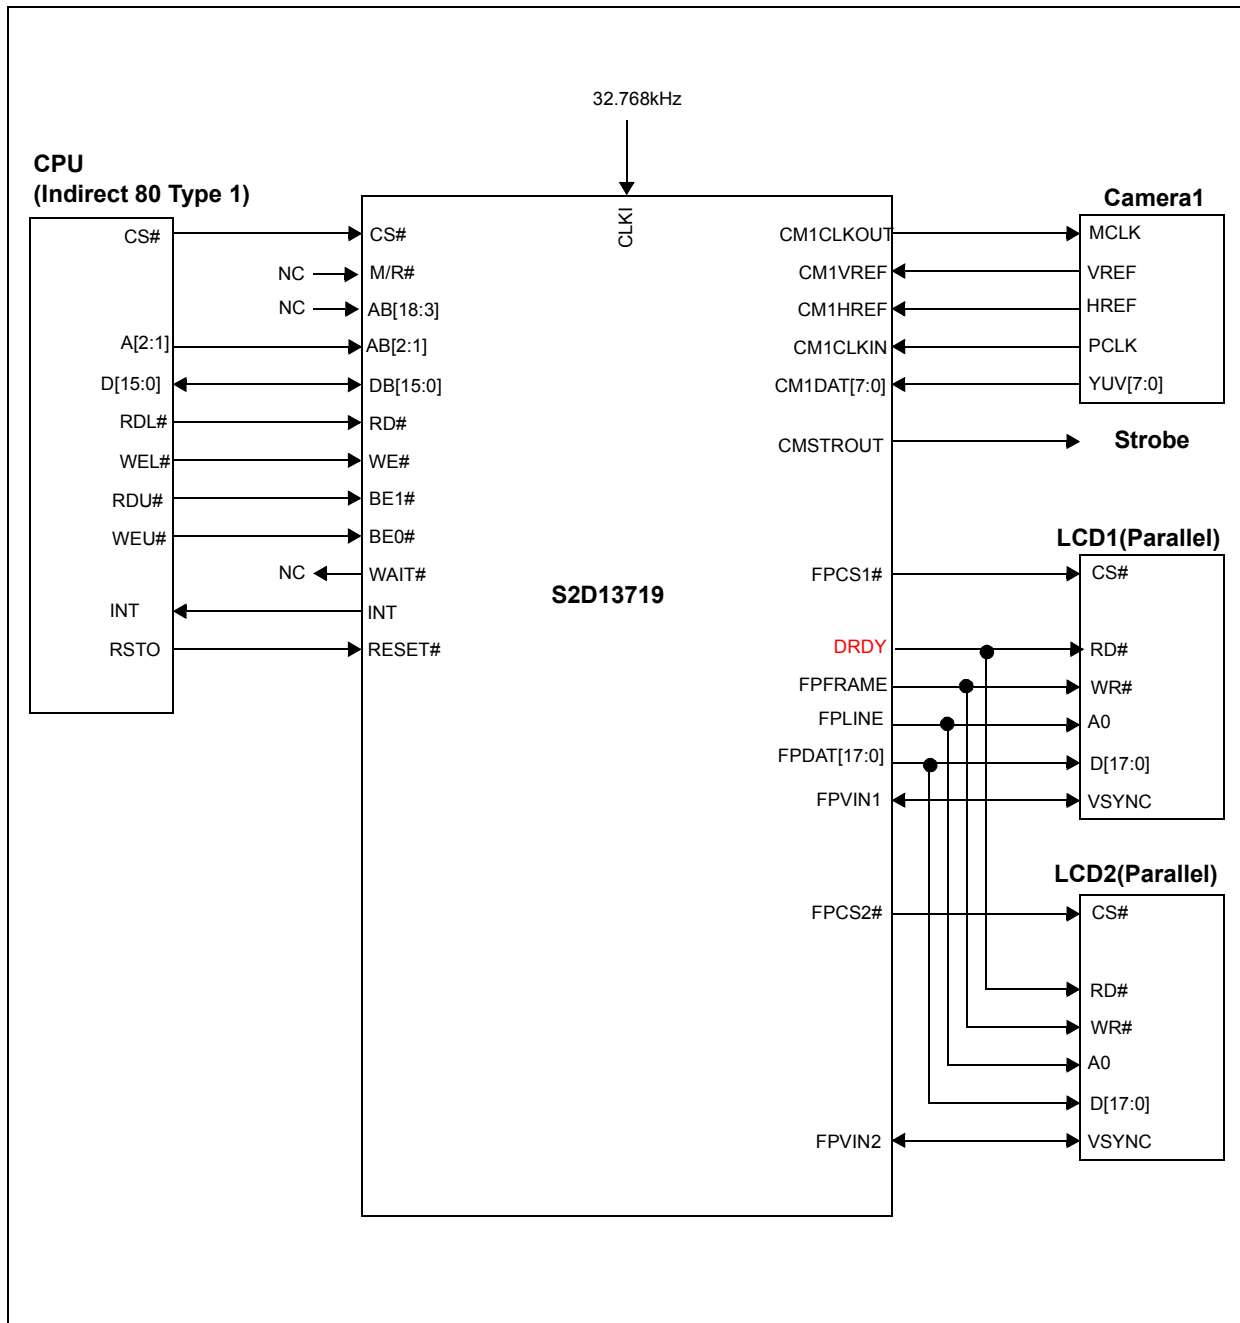 32.768kHz
CPU
(Indirect 80 Type 1)
CS#
NC
NC
A[2:1]
D[15:0]
RDL#
WEL#
RDU#
WEU#
NC
INT
RSTO
CLKI
CS#
M/R#
AB[18:3]
AB[2:1]
DB[15:0]
RD#
WE#
BE1#
BE0#
WAIT#
INT
RESET#
S2D13719
CM1CLKOUT
CM1VREF
CM1HREF
CM1CLKIN
CM1DAT[7:0]
CMSTROUT
FPCS1#
DRDY
FPFRAME
FPLINE
FPDAT[17:0]
FPVIN1
FPCS2#
FPVIN2
Camera1
MCLK
VREF
HREF
PCLK
YUV[7:0]
Strobe
LCD1(Parallel)
CS#
RD#
WR#
A0
D[17:0]
VSYNC
LCD2(Parallel)
CS#
RD#
WR#
A0
D[17:0]
VSYNC